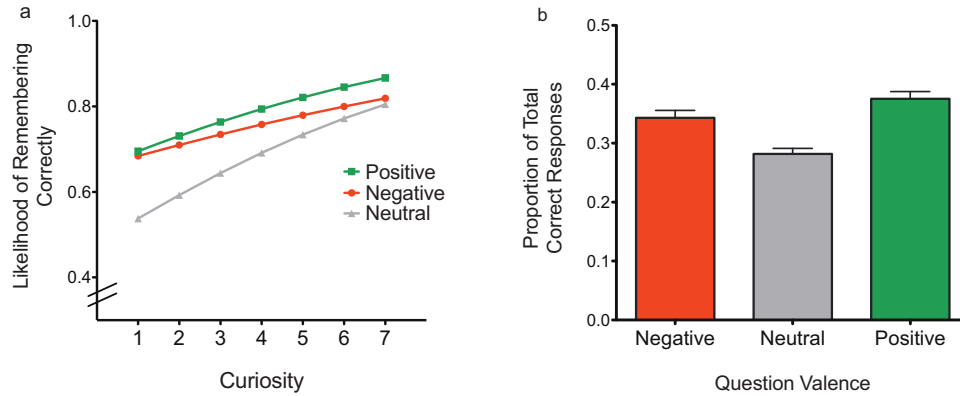 a
Likelihood of Remembering
Correctly
1.0
0.8
0.6
0.4
Positive
Negative
Neutral
1 2 3 4 5 6 7
Curiosity
b
Proportion of Total
Correct Responses
0.5
0.4
0.3
0.2
0.1
0.0
Negative Neutral Positive
Question Valence